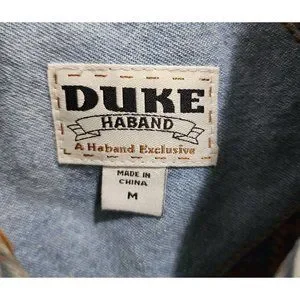 DUKE
HABAND
A Haband Exclusive
MADE IN
CHINA
M